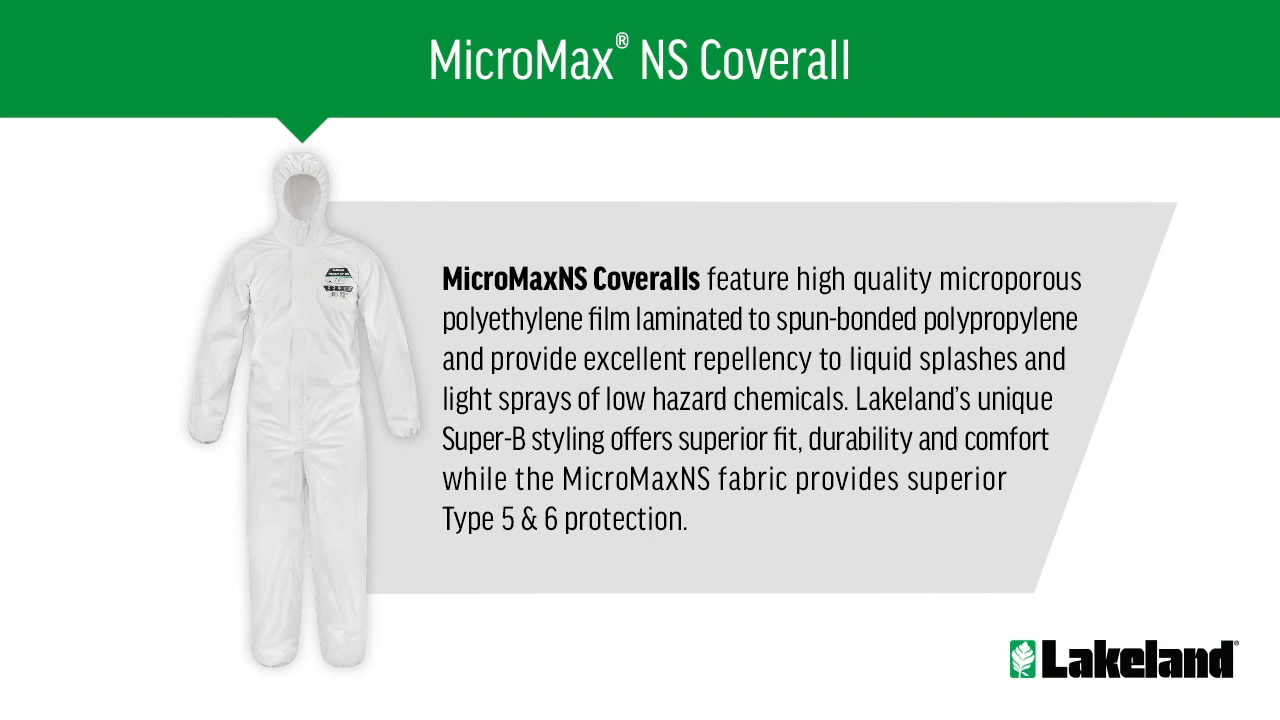 MicroMax® NS Coverall
MicroMaxNS Coveralls feature high quality microporous
polyethylene film laminated to spun-bonded polypropylene
and provide excellent repellency to liquid splashes and
light sprays of low hazard chemicals. Lakeland’s unique
Super-B styling offers superior fit, durability and comfort
while the MicroMaxNS fabric provides superior
Type 5 & 6 protection.
Lakeland®